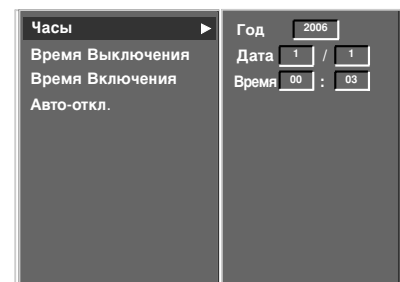 Часы
Время Выключения
Время Включения
Авто-откл.
Год 2006
Дата 1 / 1
Время 00 : 03